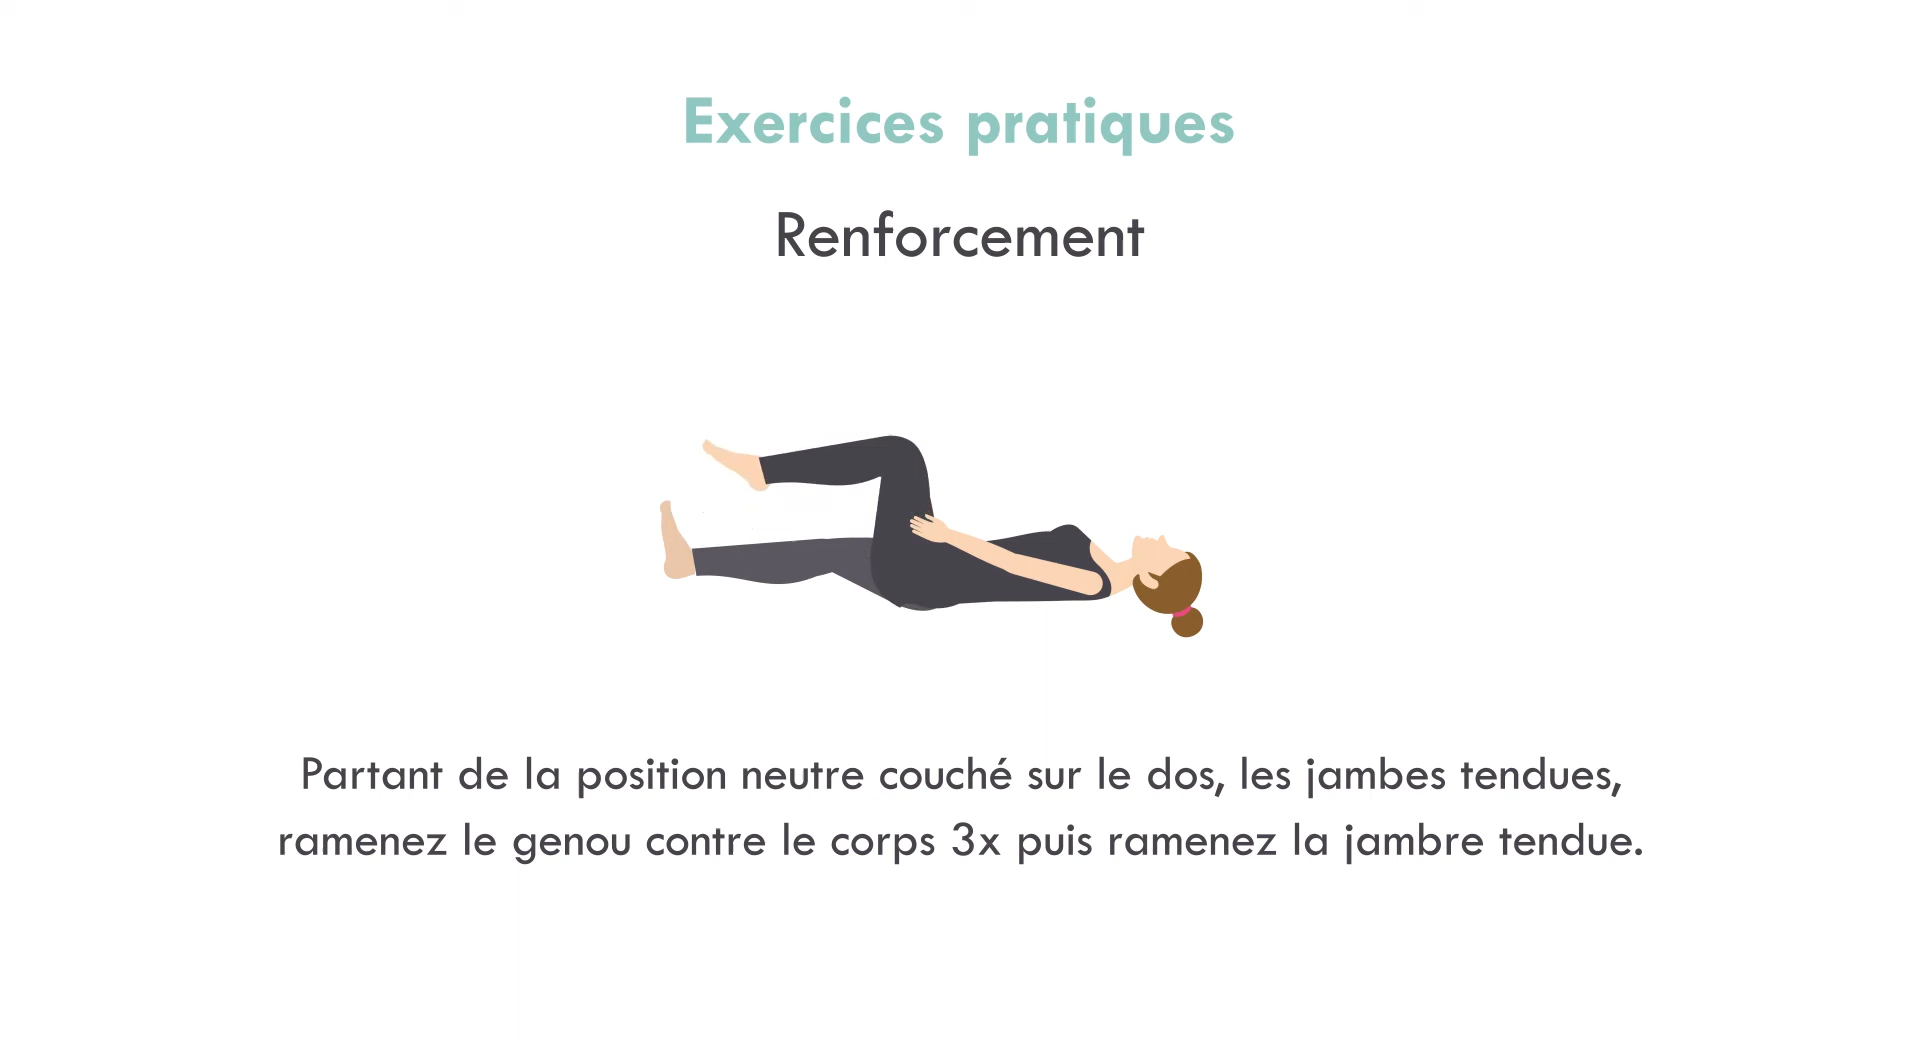 Exercices pratiques
Renforcement
Partant de la position neutre couché sur le dos, les jambes tendues,
ramenez le genou contre le corps 3x puis ramenez la jambre tendue.